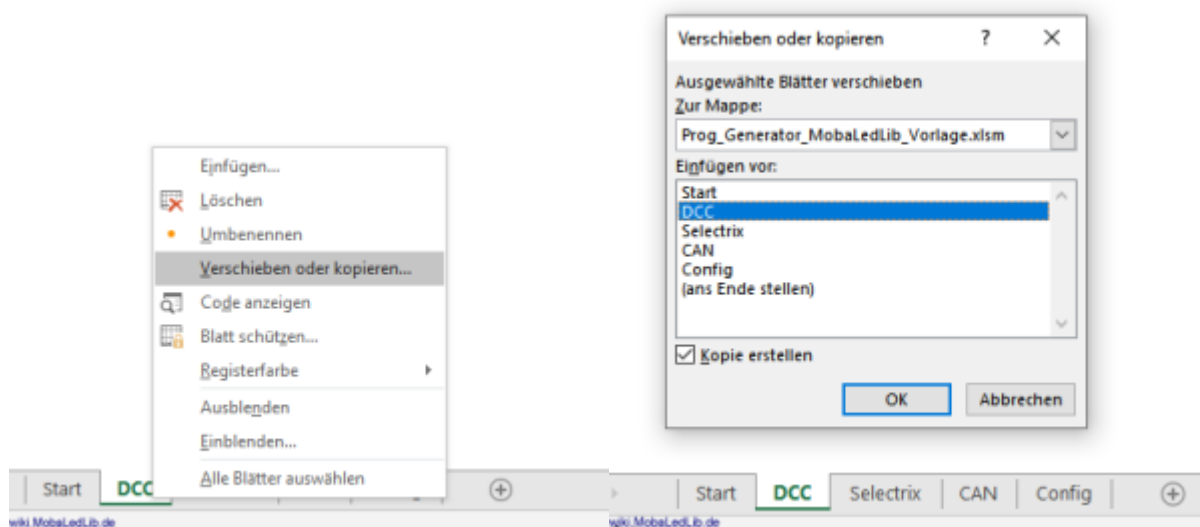 Einfügen...
Löschen
Umbenennen
Verschieben oder kopieren...
Code anzeigen
Blatt schützen...
Registerfarbe
Ausblenden
Einblenden...
Alle Blätter auswählen
Start
DCC
wiki.MobaLedLib.de
Verschieben oder kopieren ?
Ausgewählte Blätter verschieben
Zur Mappe:
Prog_Generator_MobaLedLib_Vorlage.xlsm
Einfügen vor:
Start
DCC
Selectrix
CAN
Config
(ans Ende stellen)
Kopie erstellen
OK Abbrechen
Start DCC Selectrix CAN Config
wiki.MobaLedLib.de